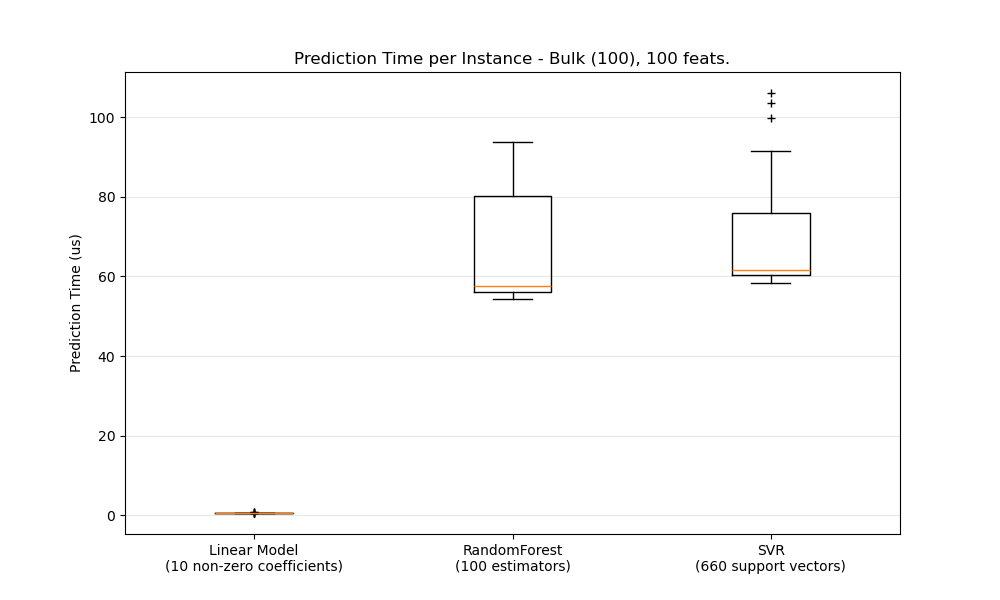 Prediction Time per Instance - Bulk (100), 100 feats.
100
80
60
40
20
0
Prediction Time (us)
Linear Model
(10 non-zero coefficients)
RandomForest
(100 estimators)
SVR
(660 support vectors)